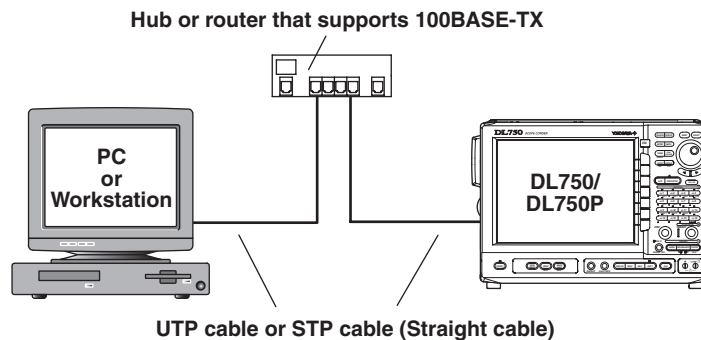 Hub or router that supports 100BASE-TX
PC
or
Workstation
DL750
YOKOGAWA
DL750/
DL750P
UTP cable or STP cable (Straight cable)